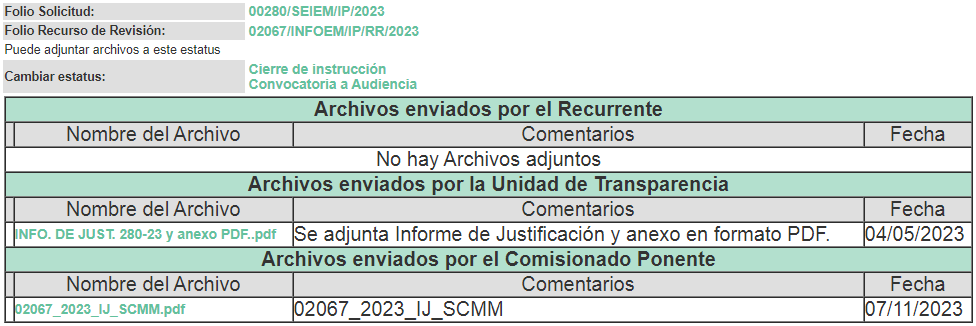 Folio Solicitud: 00280/SEIEM/IP/2023
Folio Recurso de Revisión: 02067/INFOEM/IP/RR/2023
Puede adjuntar archivos a este estatus
Cambiar estatus: Cierre de instrucción
Convocatoria a Audiencia
Archivos enviados por el Recurrente
Nombre del Archivo Comentarios Fecha
No hay Archivos adjuntos
Archivos enviados por la Unidad de Transparencia
Nombre del Archivo Comentarios Fecha
INFO. DE JUST. 280-23 y anexo PDF..pdf Se adjunta Informe de Justificación y anexo en formato PDF. 04/05/2023
Archivos enviados por el Comisionado Ponente
Nombre del Archivo Comentarios Fecha
02067_2023_IJ_SCMM.pdf 02067_2023_IJ_SCMM 07/11/2023